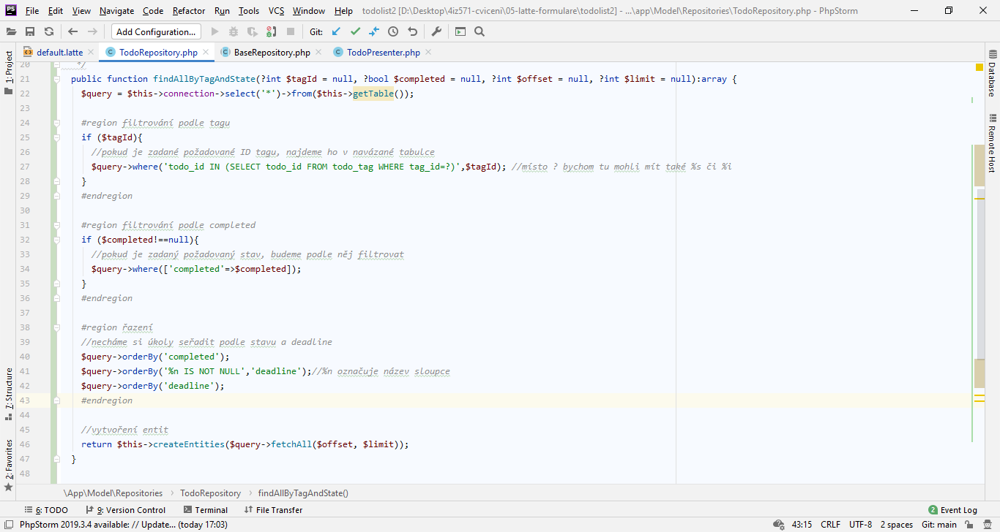 File Edit View Navigate Code Refactor Run Tools VCS Window Help todolist2 [D:\Desktop\4iz571-cviceni\05-latte-formulare\todolist2] - ...\app\Model\Repositories\TodoRepository.php - PhpStorm
Add Configuration... Git:
default.latte TodoRepository.php BaseRepository.php TodoPresenter.php
1: Project
7: Structure
2: Favorites
Database
Remote Host
20 */
21 public function findAllByTagAndState(?int $tagId = null, ?bool $completed = null, ?int $offset = null, ?int $limit = null):array {
22 $query = $this->connection->select('*')->from($this->getTable());
23
24 #region filtrování podle tagu
25 if ($tagId){
26 //pokud je zadané požadované ID tagu, najdeme ho v navázané tabulce
27 $query->where('todo_id IN (SELECT todo_id FROM todo_tag WHERE tag_id=?)',$tagId); //místo ? bychom tu mohli mít také %s či %i
28 }
29 #endregion
30
31 #region filtrování podle completed
32 if ($completed!==null){
33 //pokud je zadaný požadovaný stav, budeme podle něj filtrovat
34 $query->where(['completed'=>$completed]);
35 }
36 #endregion
37
38 #region řazení
39 //necháme si úkoly seřadit podle stavu a deadline
40 $query->orderBy('completed');
41 $query->orderBy('%n IS NOT NULL','deadline');//%n označuje název sloupce
42 $query->orderBy('deadline');
43 #endregion
44
45 //vytvoření entit
46 return $this->createEntities($query->fetchAll($offset, $limit));
47 }
48
\App\Model\Repositories › TodoRepository › findAllByTagAndState()
6: TODO 9: Version Control Terminal File Transfer 2 Event Log
PhpStorm 2019.3.4 available: // Update... (today 17:03) 43:15 CRLF UTF-8 2 spaces Git: main